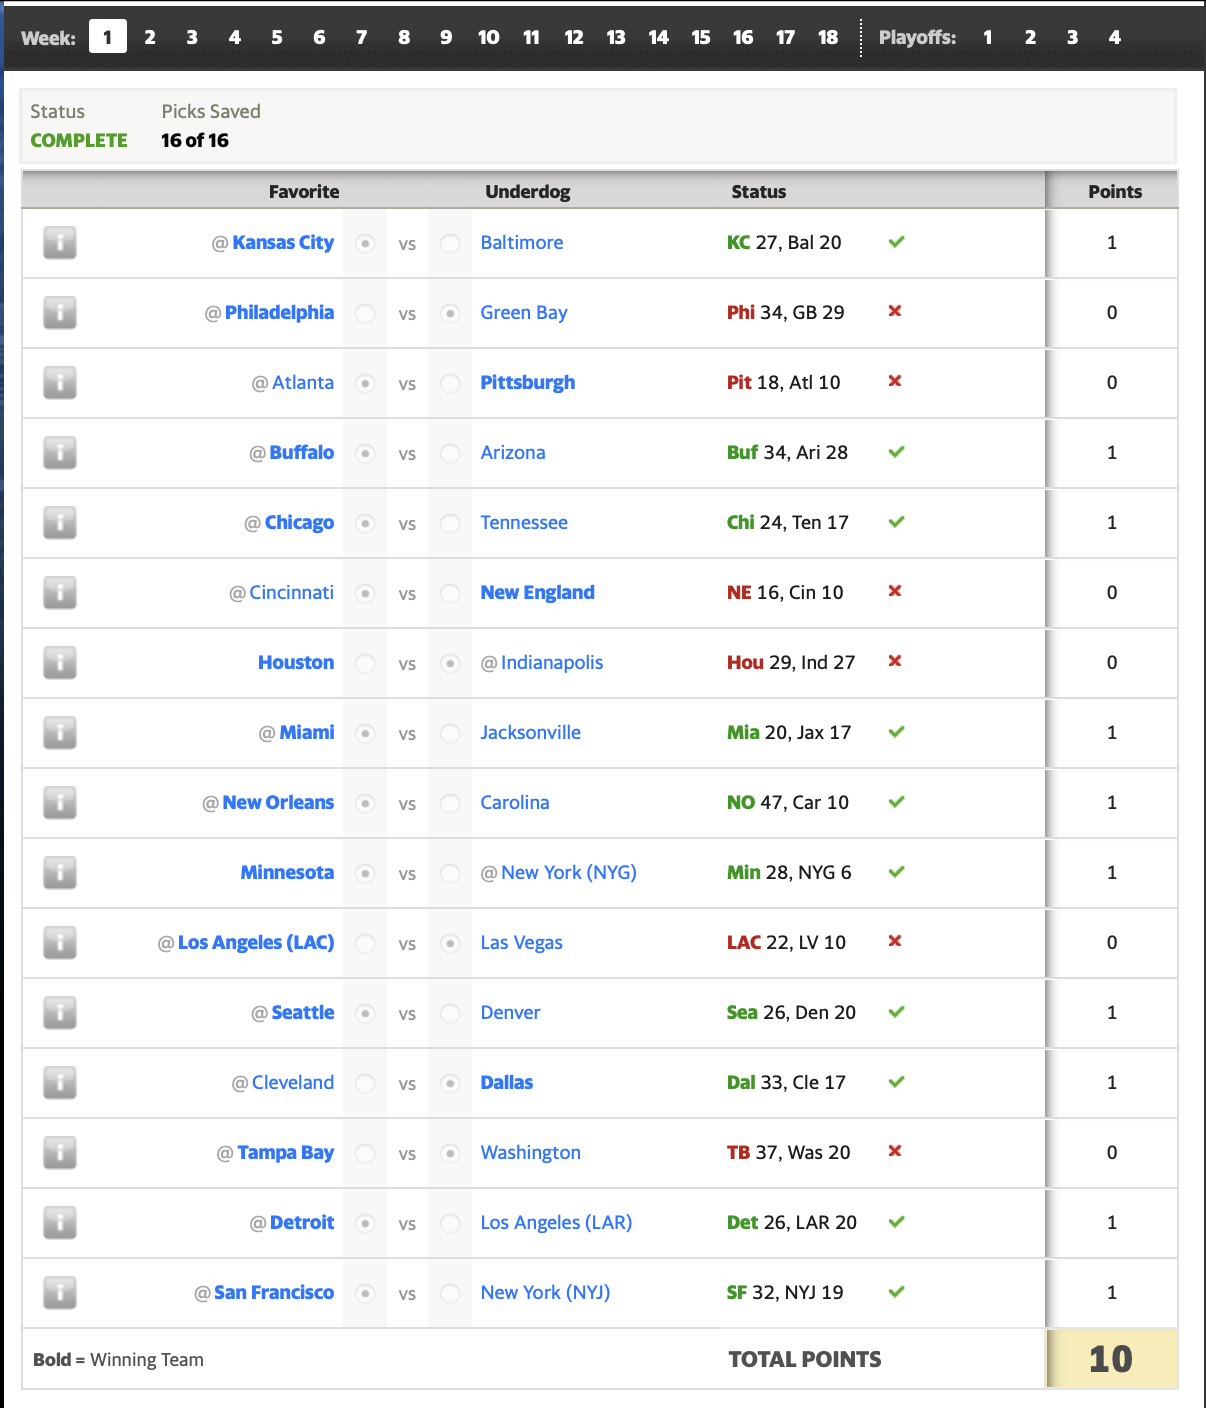 Week: 1 2 3 4 5 6 7 8 9 10 11 12 13 14 15 16 17 18 Playoffs: 1 2 3 4
Status Picks Saved
COMPLETE 16 of 16
Favorite Underdog Status Points
i @ Kansas City vs Baltimore KC 27, Bal 20 1
i @ Philadelphia vs Green Bay Phi 34, GB 29 0
i @ Atlanta vs Pittsburgh Pit 18, Atl 10 0
i @ Buffalo vs Arizona Buf 34, Ari 28 1
i @ Chicago vs Tennessee Chi 24, Ten 17 1
i @ Cincinnati vs New England NE 16, Cin 10 0
i Houston vs @ Indianapolis Hou 29, Ind 27 0
i @ Miami vs Jacksonville Mia 20, Jax 17 1
i @ New Orleans vs Carolina NO 47, Car 10 1
i Minnesota vs @ New York (NYG) Min 28, NYG 6 1
i @ Los Angeles (LAC) vs Las Vegas LAC 22, LV 10 0
i @ Seattle vs Denver Sea 26, Den 20 1
i @ Cleveland vs Dallas Dal 33, Cle 17 1
i @ Tampa Bay vs Washington TB 37, Was 20 0
i @ Detroit vs Los Angeles (LAR) Det 26, LAR 20 1
i @ San Francisco vs New York (NYJ) SF 32, NYJ 19 1
Bold = Winning Team TOTAL POINTS 10